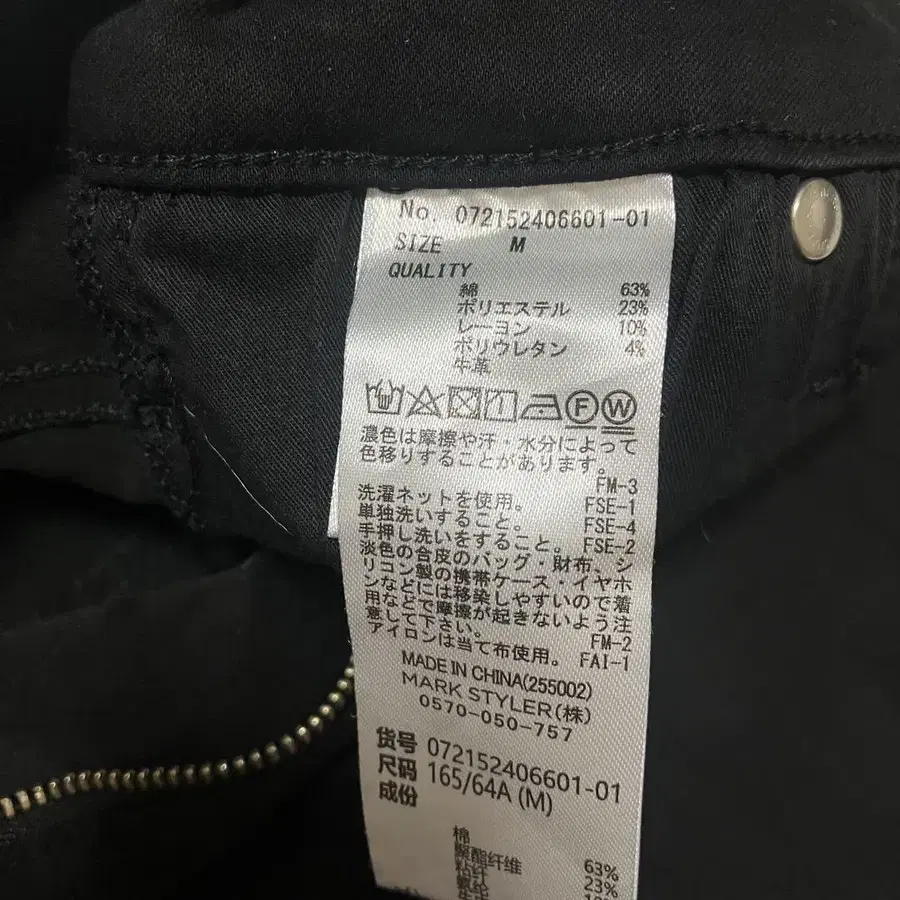 No. 072152406601-01
SIZE M
QUALITY
綿 63%
ポリエステル 23%
レーヨン 10%
ポリウレタン 4%
牛革
F W
濃色は摩擦や汗・水分によって
色移りすることがあります。
FM-3
洗濯ネットを使用。 FSE-1
単独洗いすること。 FSE-4
手押し洗いをすること。 FSE-2
淡色の合皮のバッグ・財布、シ
リコン製の携帯ケース・イヤホ
ンなどには移染しやすいので着
用などで摩擦が起きないよう注
意して下さい。 FM-2
アイロンは当て布使用。 FAI-1
MADE IN CHINA(255002)
MARK STYLER(株)
0570-050-757
货号 072152406601-01
尺码 165/64A (M)
成份
棉 63%
聚酯纤维 23%
粘纤
氨纶